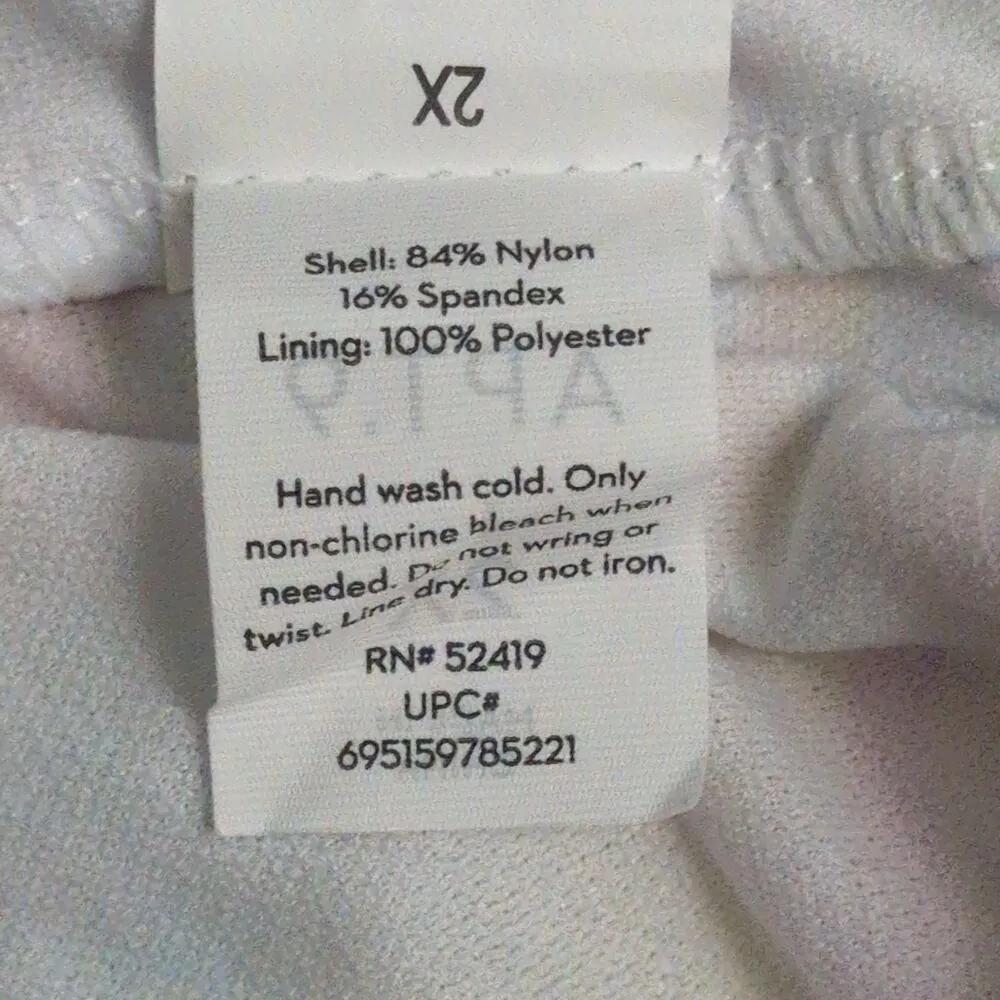 2X
Shell: 84% Nylon
16% Spandex
Lining: 100% Polyester
Hand wash cold. Only
non-chlorine bleach when
needed. Do not wring or
twist. Line dry. Do not iron.
RN# 52419
UPC#
695159785221